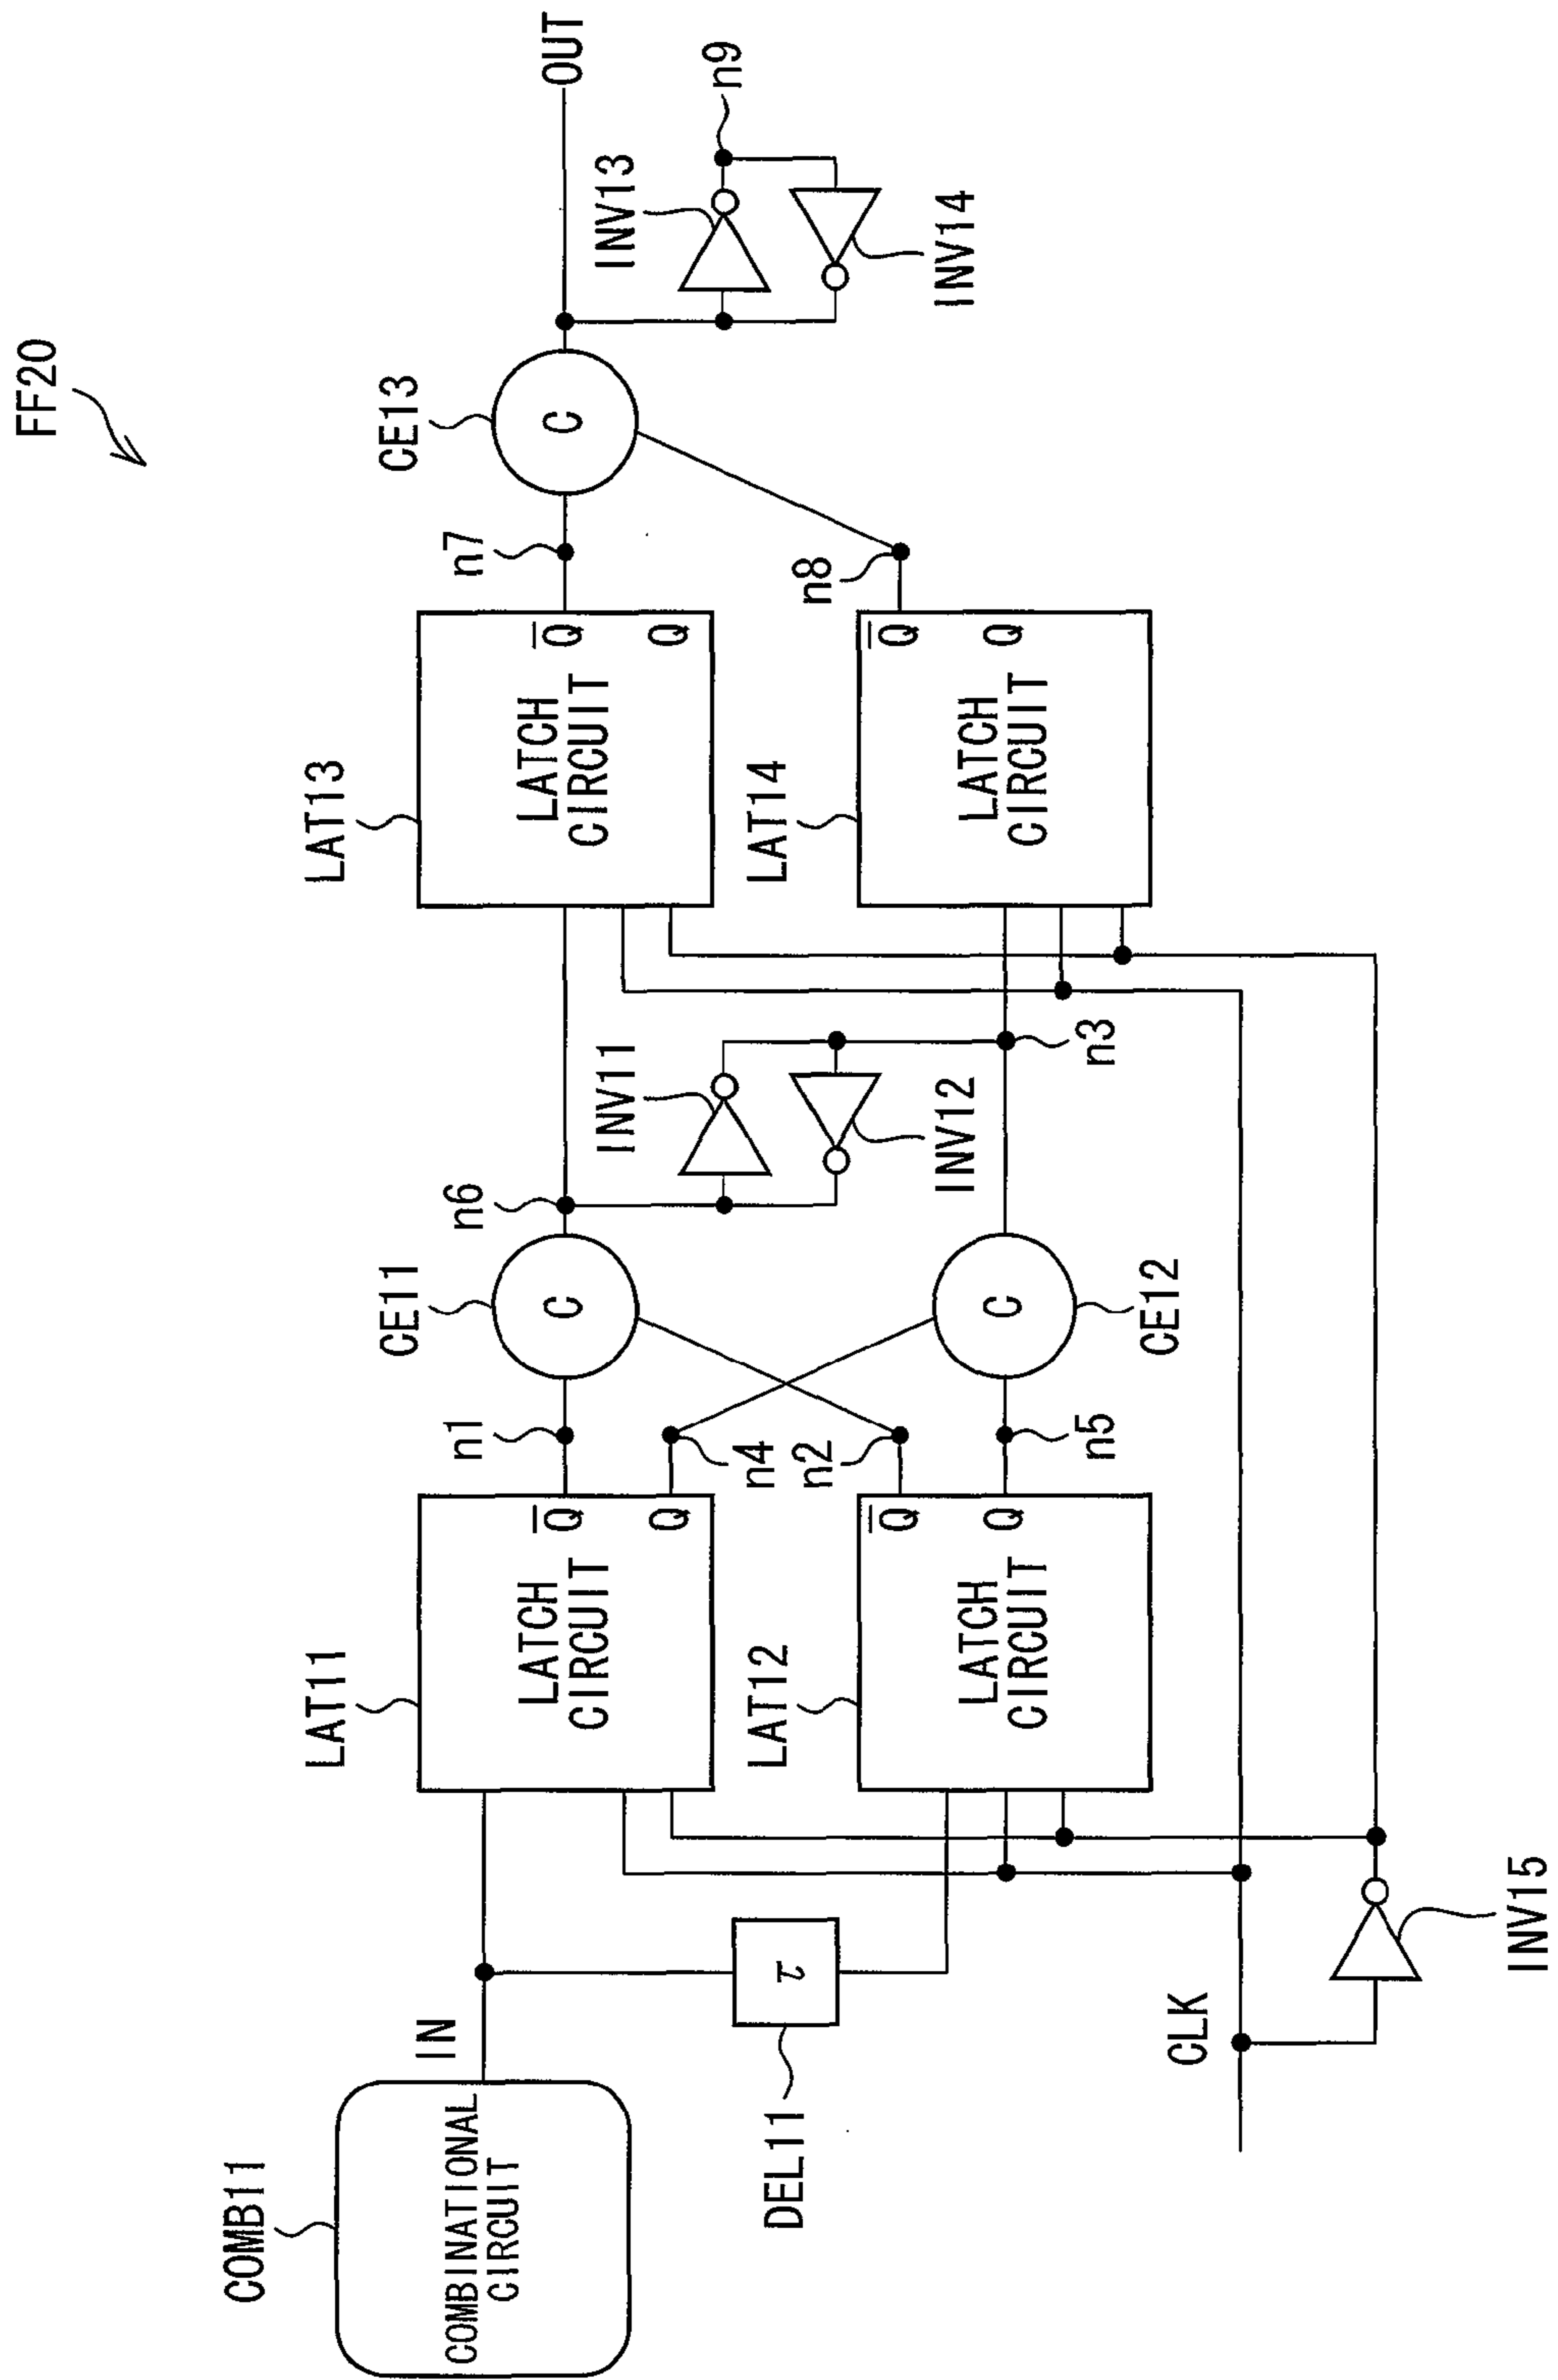 FF20
COMB11
COMBINATIONAL
CIRCUIT
IN
DEL11
τ
CLK
INV15
LAT11
LATCH
CIRCUIT
Q̅
Q
LAT12
LATCH
CIRCUIT
Q̅
Q
n1
n4
n2
n5
CE11
C
CE12
C
n6
INV11
INV12
n3
LAT13
LATCH
CIRCUIT
Q̅
Q
LAT14
LATCH
CIRCUIT
Q̅
Q
n7
n8
CE13
C
INV13
INV14
n9
OUT